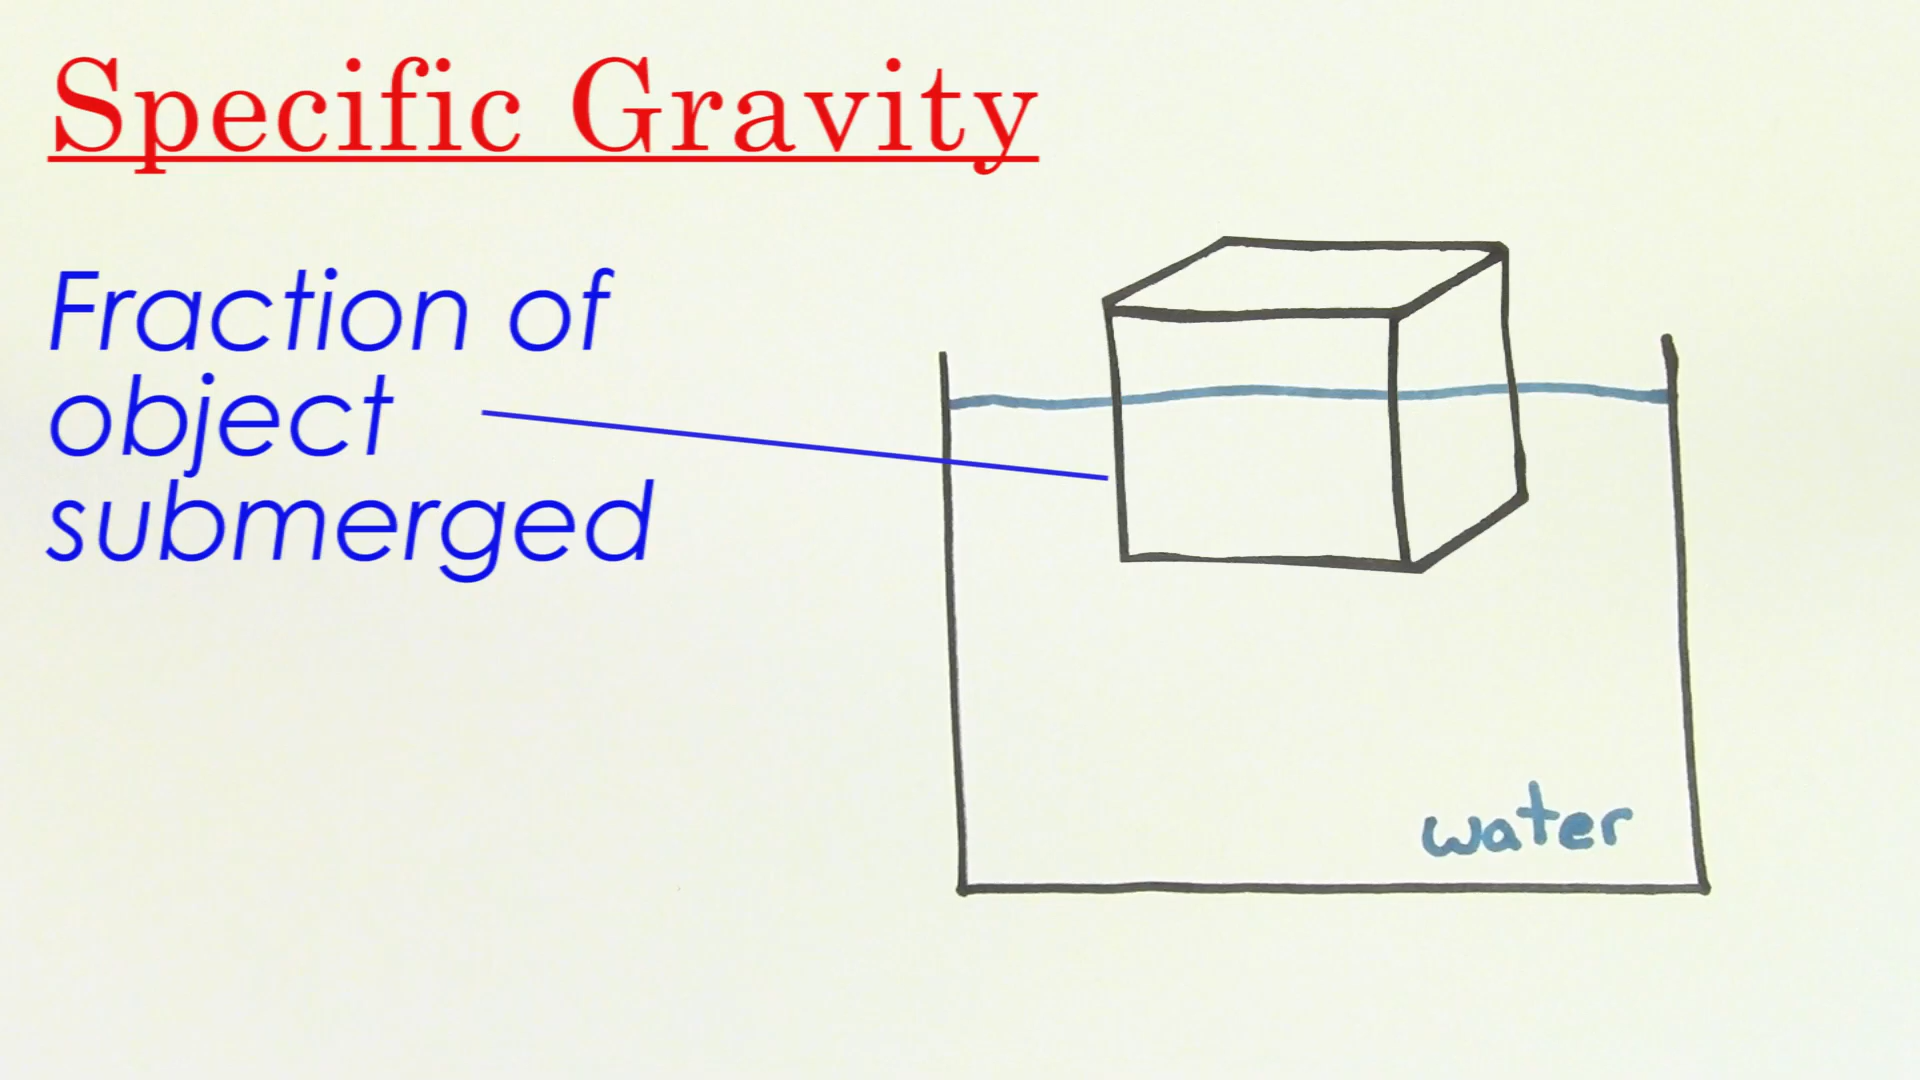 Specific Gravity
Fraction of
object
submerged
water